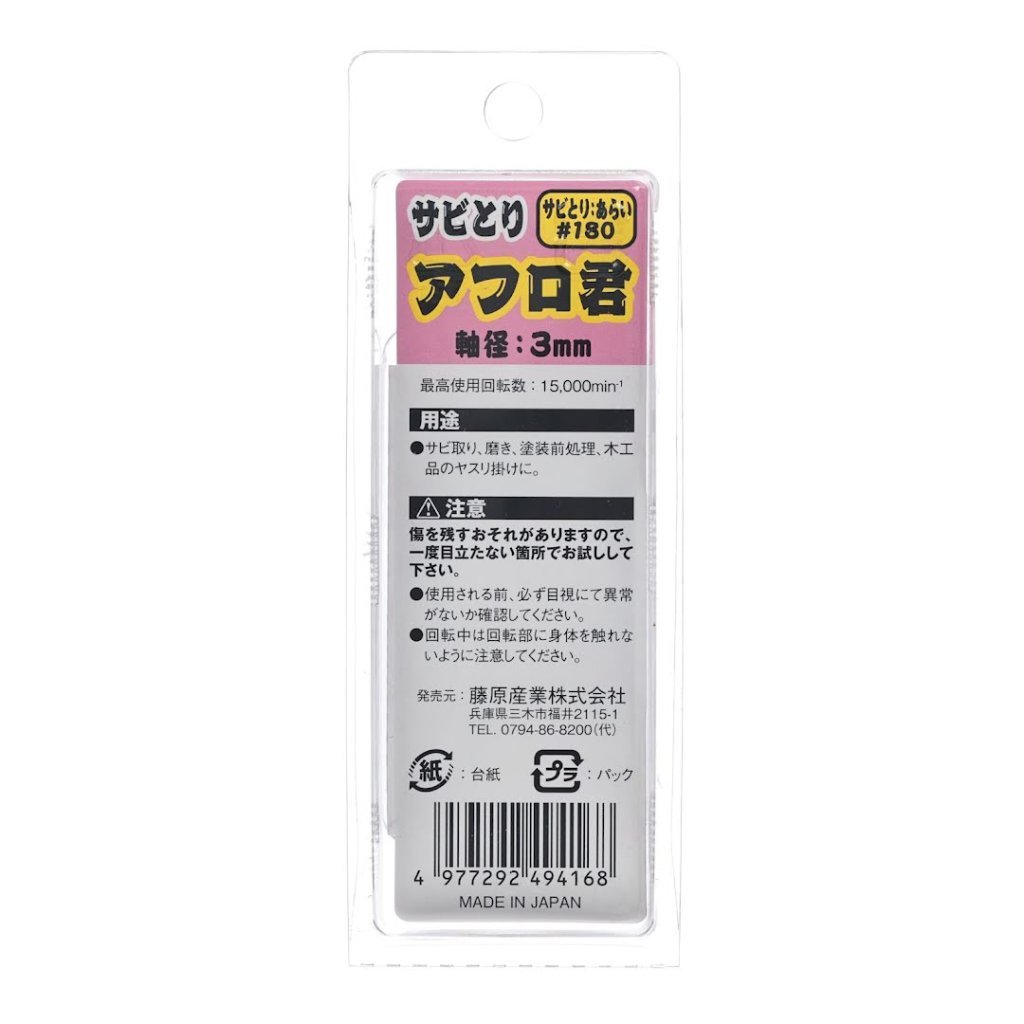 サビとり
サビとり:あらい
#180
アフロ君
軸径:3mm
最高使用回転数:15,000min⁻¹
用途
●サビ取り、磨き、塗装前処理、木工
品のヤスリ掛けに。
注意
傷を残すおそれがありますので、
一度目立たない箇所でお試しして
下さい。
●使用される前、必ず目視にて異常
がないか確認してください。
●回転中は回転部に身体を触れな
いように注意してください。
発売元:藤原産業株式会社
兵庫県三木市福井2115-1
TEL. 0794-86-8200(代)
紙:台紙 プラ:パック
4 977292 494168
MADE IN JAPAN